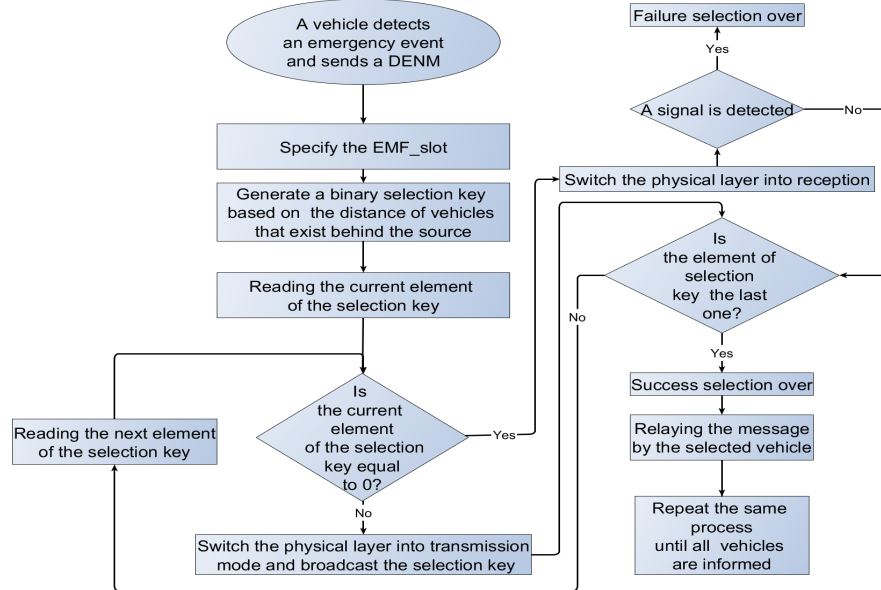 A vehicle detects
an emergency event
and sends a DENM
Specify the EMF_slot
Generate a binary selection key
based on the distance of vehicles
that exist behind the source
Reading the current element
of the selection key
Is
the current
element
of the selection
key equal
to 0?
Yes
No
Reading the next element
of the selection key
Switch the physical layer into transmission
mode and broadcast the selection key
Failure selection over
Yes
A signal is detected
No
Switch the physical layer into reception
Is
the element of
selection
key the last
one?
No
Yes
Success selection over
Relaying the message
by the selected vehicle
Repeat the same
process
until all vehicles
are informed